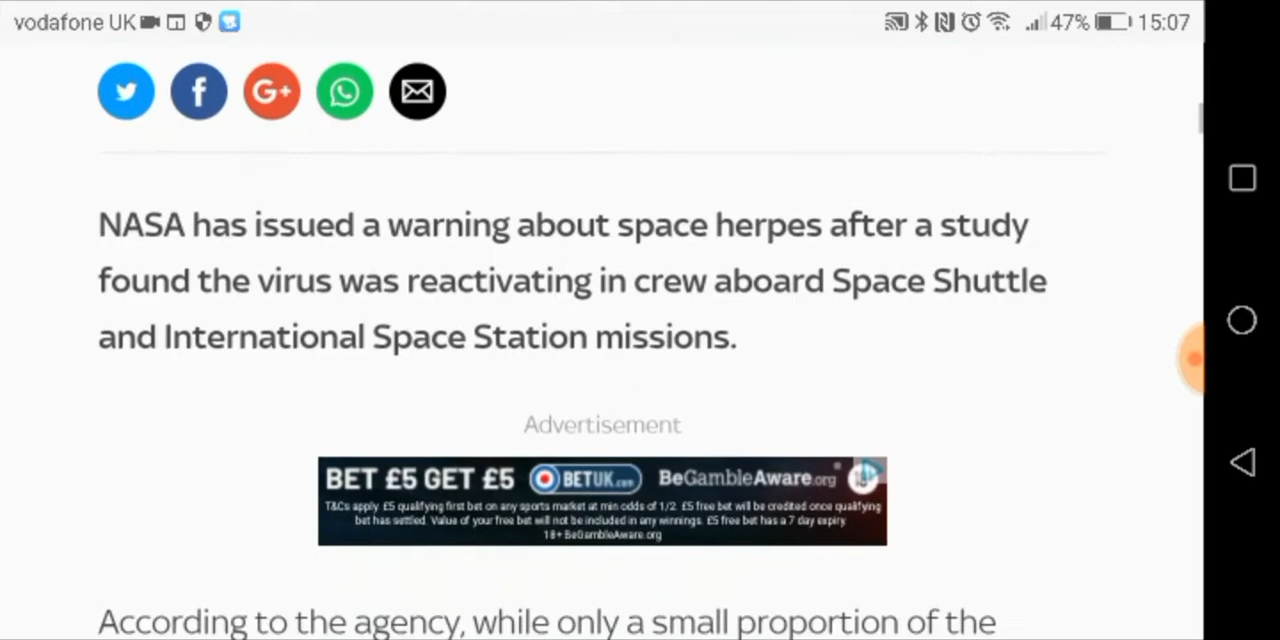 vodafone UK 47% 15:07
NASA has issued a warning about space herpes after a study
found the virus was reactivating in crew aboard Space Shuttle
and International Space Station missions.
Advertisement
BET £5 GET £5 BETUK.com BeGambleAware.org
T&Cs apply. £5 qualifying first bet on any sports market at min odds of 1/2. £5 free bet will be credited once qualifying
bet has settled. Value of your free bet will not be included in any winnings. £5 free bet has a 7 day expiry.
18+ BeGambleAware.org
According to the agency, while only a small proportion of the